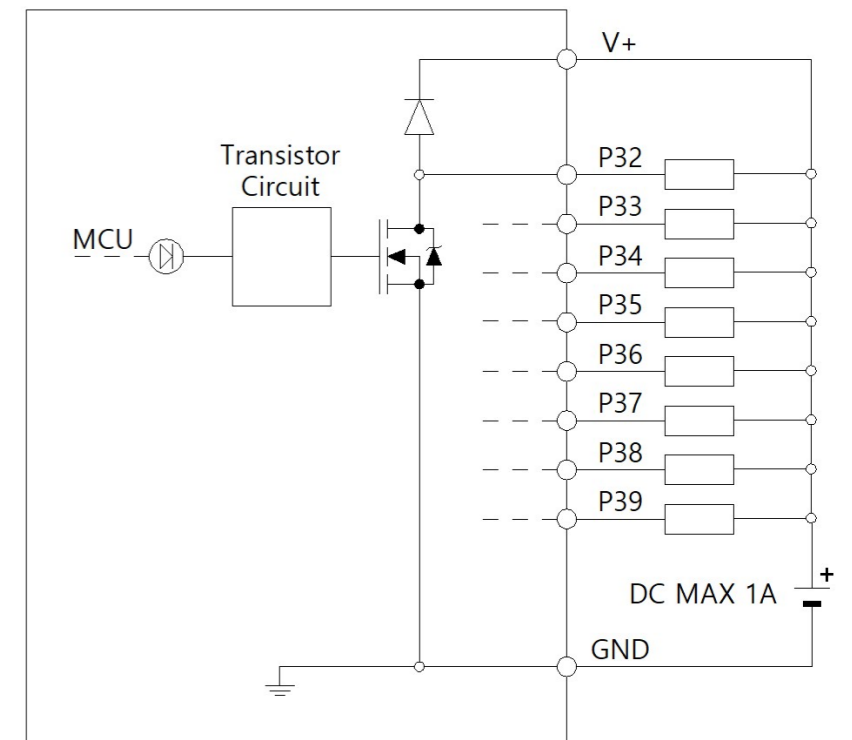 V+
Transistor
Circuit
MCU
P32
P33
P34
P35
P36
P37
P38
P39
+
DC MAX 1A
GND